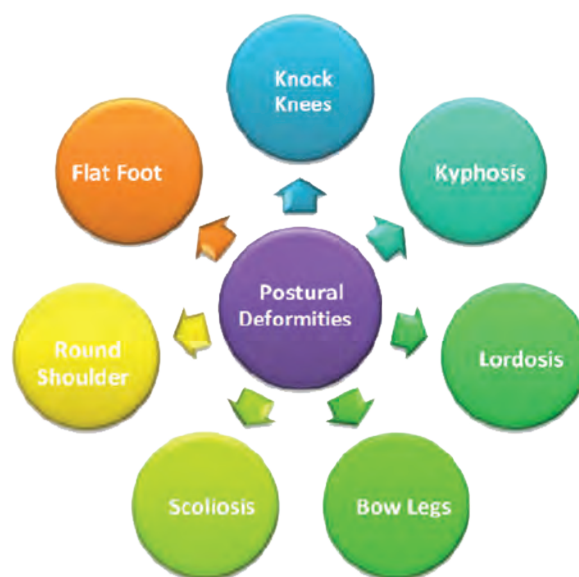 Knock
Knees
Kyphosis
Lordosis
Bow Legs
Scoliosis
Round
Shoulder
Flat Foot
Postural
Deformities